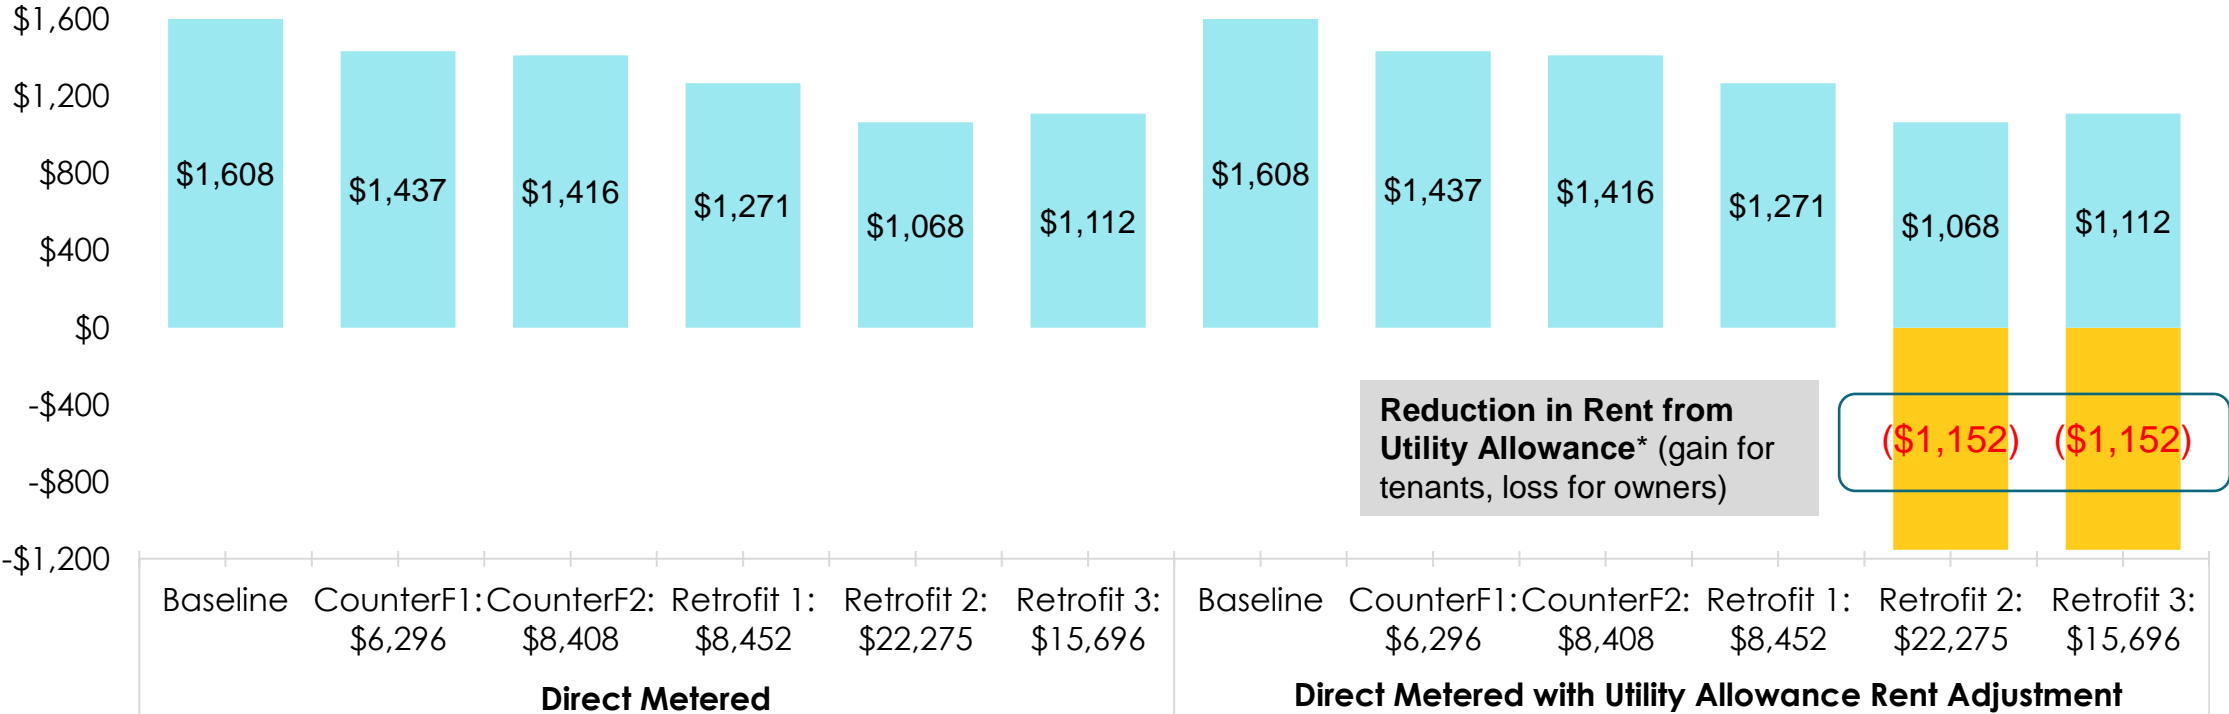 $1,600
$1,200
$800
$400
$0
-$400
-$800
-$1,200
$1,608
$1,437
$1,416
$1,271
$1,068
$1,112
$1,608
$1,437
$1,416
$1,271
$1,068
$1,112
Reduction in Rent from
Utility Allowance* (gain for
tenants, loss for owners)
($1,152)
($1,152)
Baseline
CounterF1:
$6,296
CounterF2:
$8,408
Retrofit 1:
$8,452
Retrofit 2:
$22,275
Retrofit 3:
$15,696
Baseline
CounterF1:
$6,296
CounterF2:
$8,408
Retrofit 1:
$8,452
Retrofit 2:
$22,275
Retrofit 3:
$15,696
Direct Metered
Direct Metered with Utility Allowance Rent Adjustment